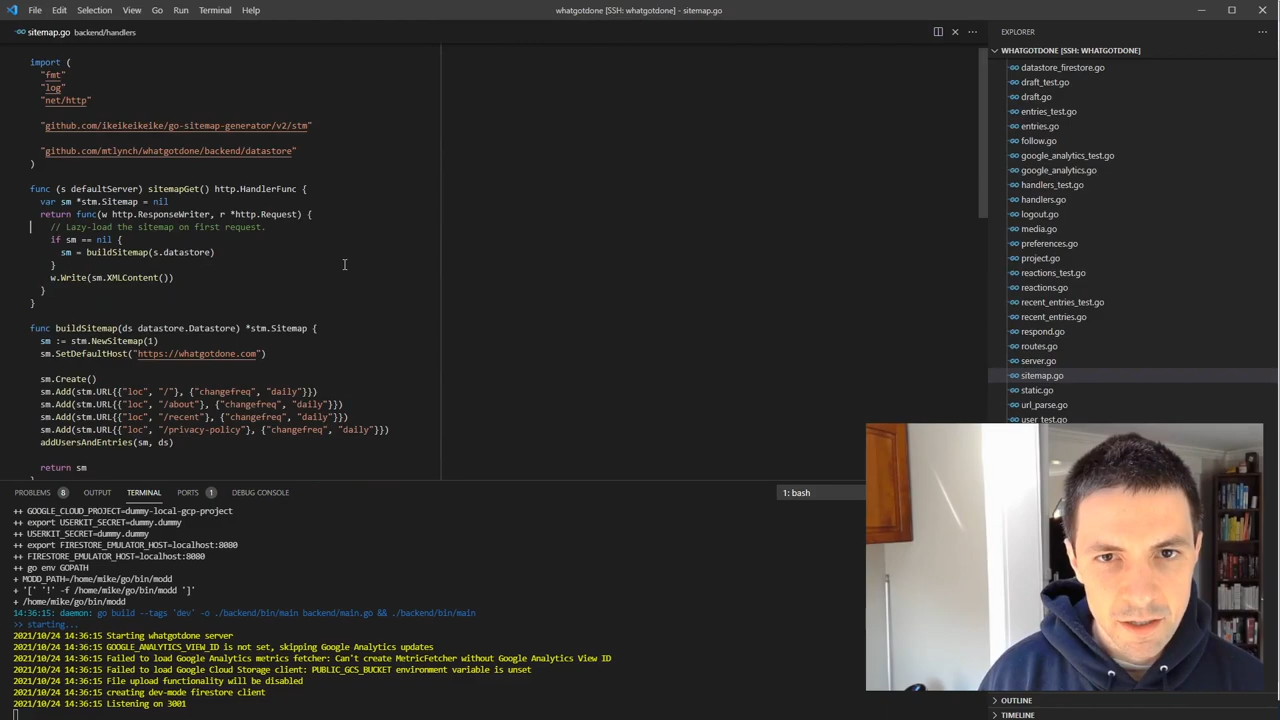 File Edit Selection View Go Run Terminal Help
whatgotdone [SSH: whatgotdone] - sitemap.go
sitemap.go backend/handlers
import (
"fmt"
"log"
"net/http"
"github.com/ikeikeikeike/go-sitemap-generator/v2/stm"
"github.com/mtlynch/whatgotdone/backend/datastore"
)
func (s defaultServer) sitemapGet() http.HandlerFunc {
var sm *stm.Sitemap = nil
return func(w http.ResponseWriter, r *http.Request) {
// Lazy-load the sitemap on first request.
if sm == nil {
sm = buildSitemap(s.datastore)
}
w.Write(sm.XMLContent())
}
}
func buildSitemap(ds datastore.Datastore) *stm.Sitemap {
sm := stm.NewSitemap(1)
sm.SetDefaultHost("https://whatgotdone.com")
sm.Create()
sm.Add(stm.URL{{"loc", "/"}, {"changefreq", "daily"}})
sm.Add(stm.URL{{"loc", "/about"}, {"changefreq", "daily"}})
sm.Add(stm.URL{{"loc", "/recent"}, {"changefreq", "daily"}})
sm.Add(stm.URL{{"loc", "/privacy-policy"}, {"changefreq", "daily"}})
addUsersAndEntries(sm, ds)
return sm
EXPLORER
WHATGOTDONE [SSH: WHATGOTDONE]
datastore_firestore.go
draft_test.go
draft.go
entries_test.go
entries.go
follow.go
google_analytics_test.go
google_analytics.go
handlers_test.go
handlers.go
logout.go
media.go
preferences.go
project.go
reactions_test.go
reactions.go
recent_entries_test.go
recent_entries.go
respond.go
routes.go
server.go
sitemap.go
static.go
url_parse.go
user_test.go
PROBLEMS 8 OUTPUT TERMINAL PORTS 1 DEBUG CONSOLE
1: bash
++ GOOGLE_CLOUD_PROJECT=dummy-local-gcp-project
++ export USERKIT_SECRET=dummy.dummy
++ USERKIT_SECRET=dummy.dummy
++ export FIRESTORE_EMULATOR_HOST=localhost:8080
++ FIRESTORE_EMULATOR_HOST=localhost:8080
++ go env GOPATH
+ MODD_PATH=/home/mike/go/bin/modd
+ '[' '!' -f /home/mike/go/bin/modd ']'
+ /home/mike/go/bin/modd
14:36:15: daemon: go build --tags 'dev' -o ./backend/bin/main backend/main.go && ./backend/bin/main
>> starting...
2021/10/24 14:36:15 Starting whatgotdone server
2021/10/24 14:36:15 GOOGLE_ANALYTICS_VIEW_ID is not set, skipping Google Analytics updates
2021/10/24 14:36:15 Failed to load Google Analytics metrics fetcher: Can't create MetricFetcher without Google Analytics View ID
2021/10/24 14:36:15 Failed to load Google Cloud Storage client: PUBLIC_GCS_BUCKET environment variable is unset
2021/10/24 14:36:15 File upload functionality will be disabled
2021/10/24 14:36:15 creating dev-mode firestore client
2021/10/24 14:36:15 Listening on 3001
OUTLINE
TIMELINE